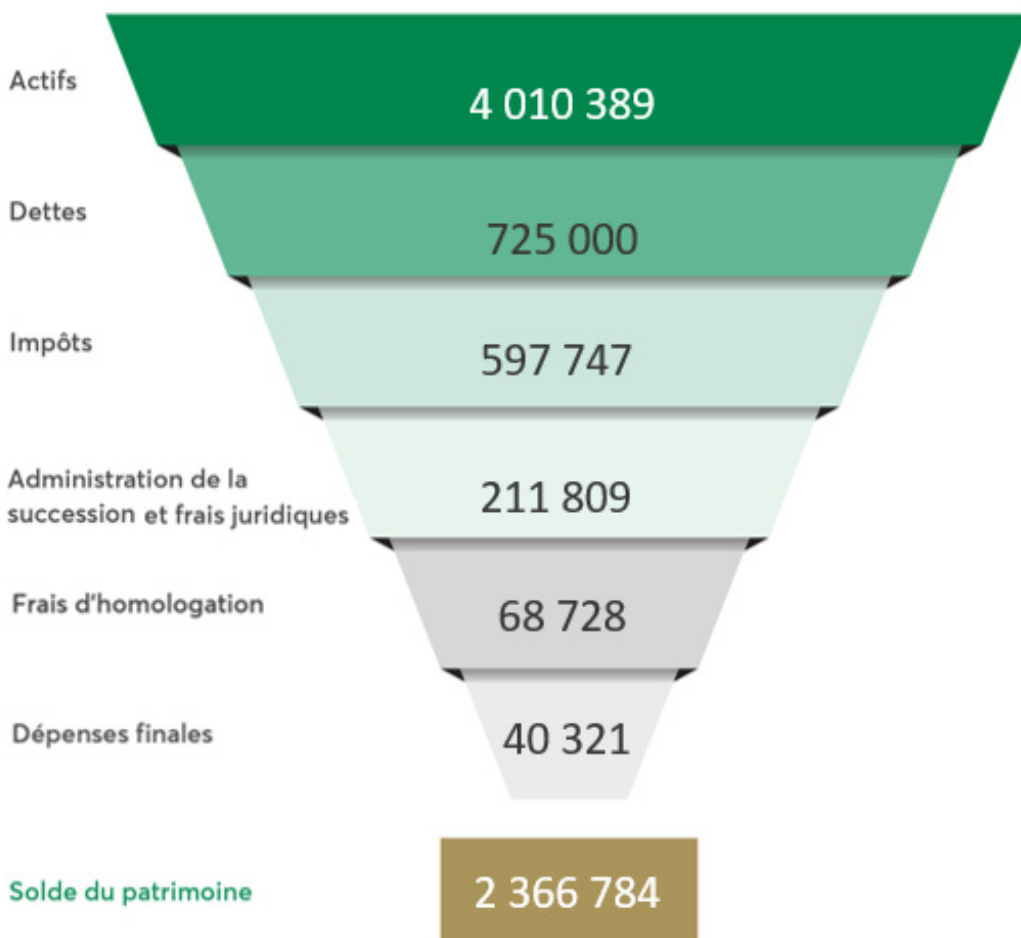 Actifs
4 010 389
Dettes
725 000
Impôts
597 747
Administration de la
succession et frais juridiques
211 809
Frais d'homologation
68 728
Dépenses finales
40 321
Solde du patrimoine
2 366 784